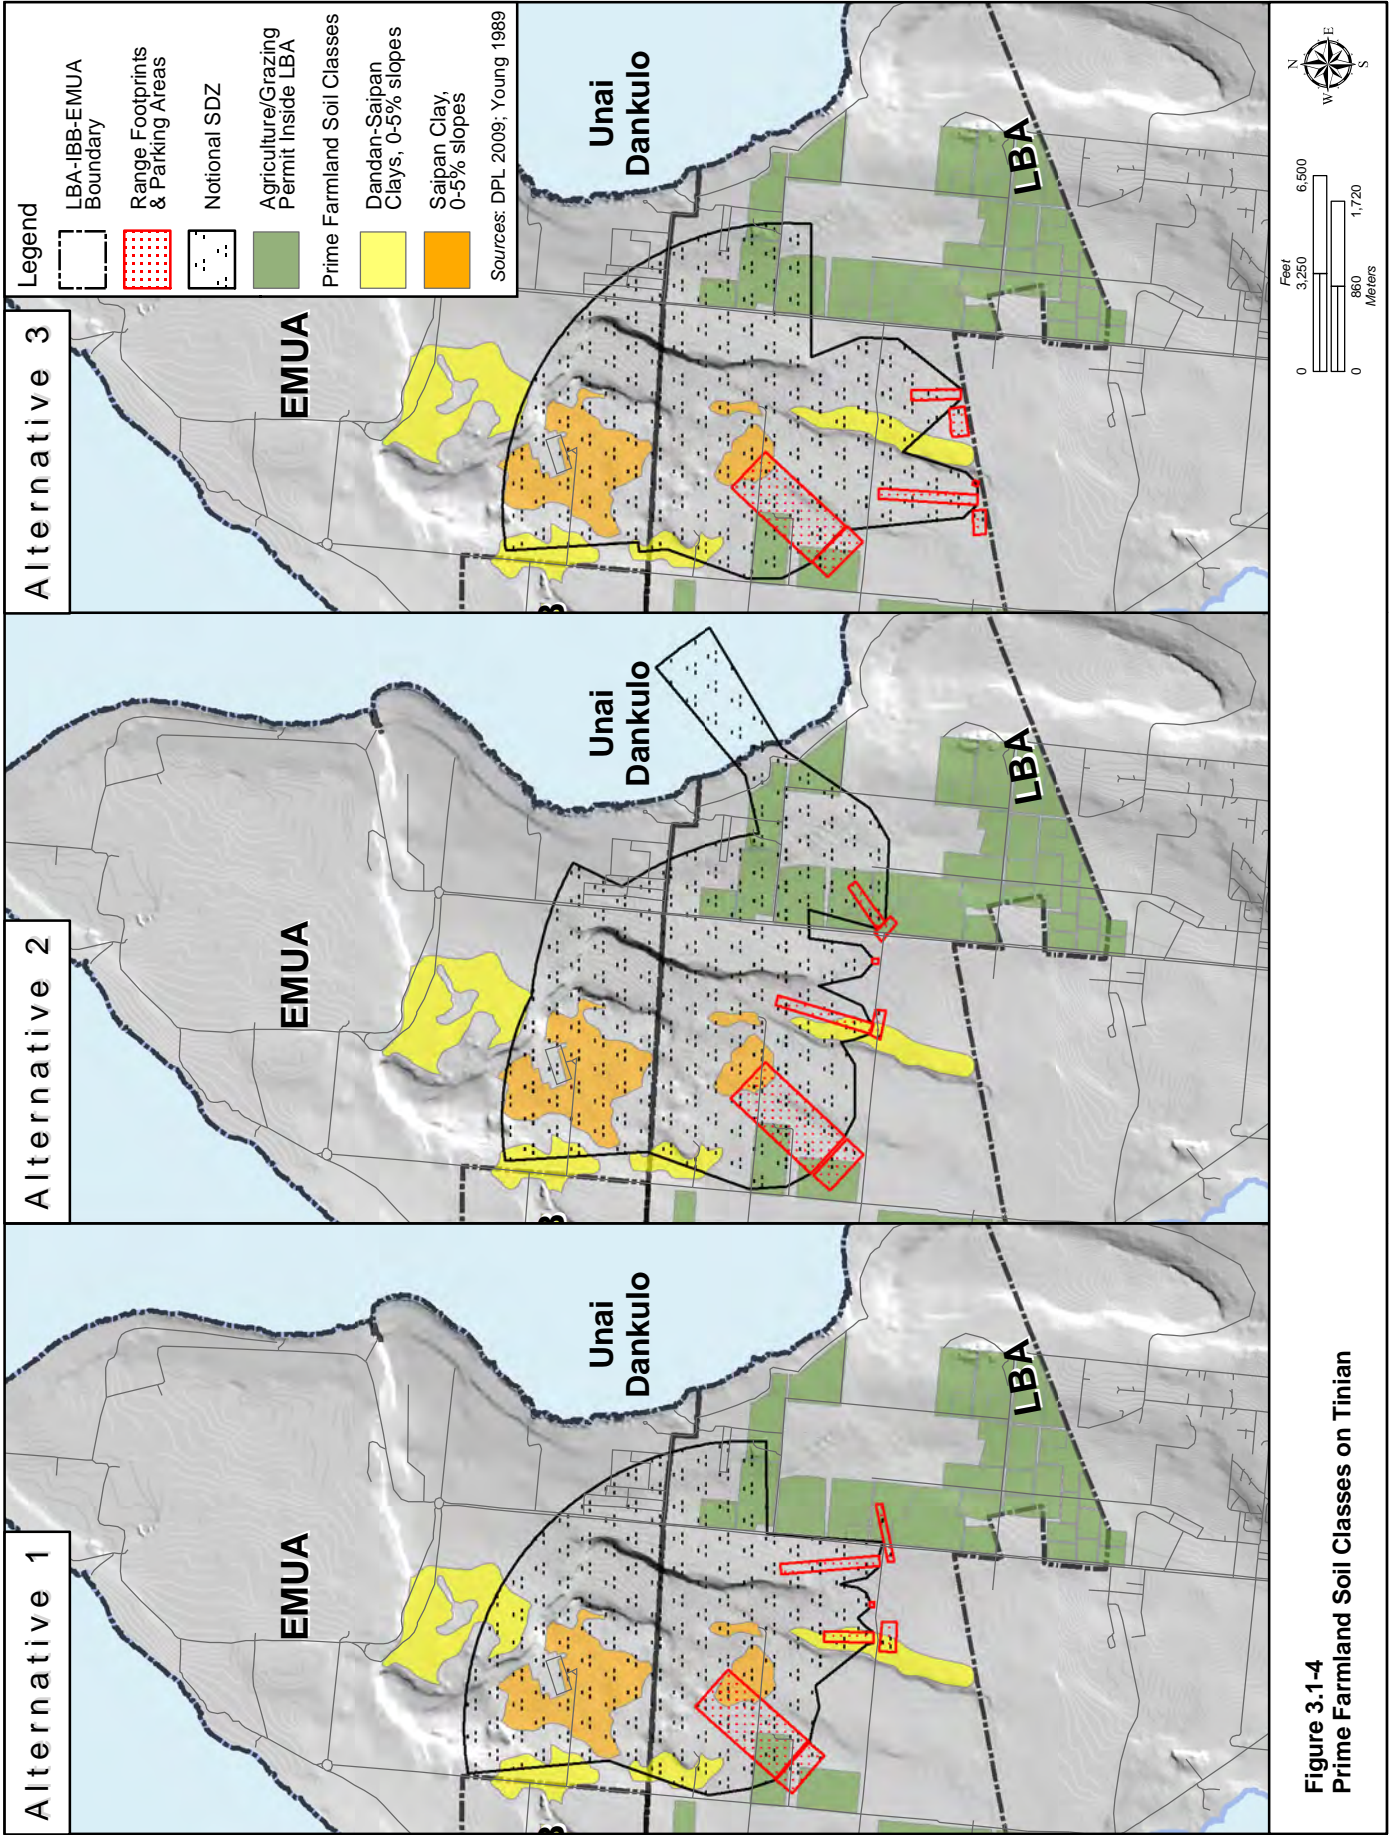 Alternative 1
EMUA
Unai
Dankulo
LBA
B
Alternative 2
EMUA
Unai
Dankulo
LBA
B
Alternative 3
EMUA
Unai
Dankulo
LBA
B
Legend
LBA-IBB-EMUA
Boundary
Range Footprints
& Parking Areas
Notional SDZ
Agriculture/Grazing
Permit Inside LBA
Prime Farmland Soil Classes
Dandan-Saipan
Clays, 0-5% slopes
Saipan Clay,
0-5% slopes
Sources: DPL 2009; Young 1989
Figure 3.1-4
Prime Farmland Soil Classes on Tinian
Feet
0 3,250 6,500
0 860 1,720
Meters
N
W E
S